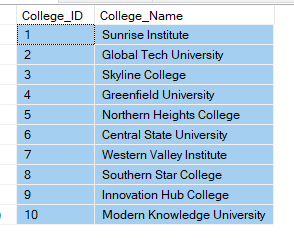 College_ID College_Name
1 Sunrise Institute
2 Global Tech University
3 Skyline College
4 Greenfield University
5 Northern Heights College
6 Central State University
7 Western Valley Institute
8 Southern Star College
9 Innovation Hub College
10 Modern Knowledge University